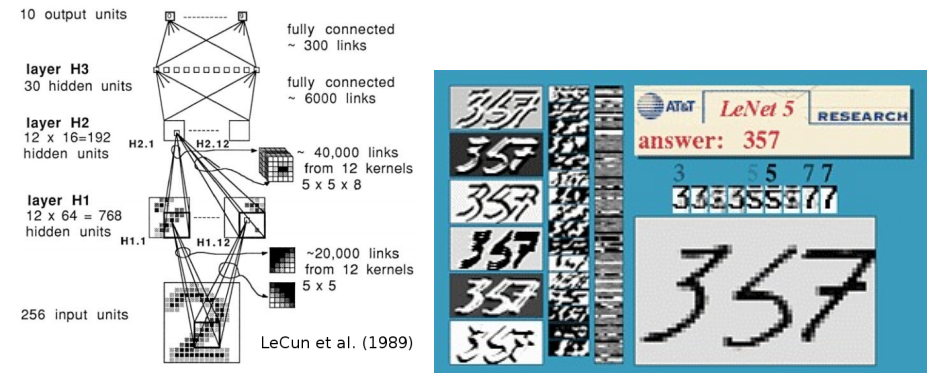 10 output units
fully connected
~ 300 links
layer H3
30 hidden units
fully connected
~ 6000 links
layer H2
12 x 16=192
hidden units
H2.1
H2.12
~ 40,000 links
from 12 kernels
5 x 5 x 8
layer H1
12 x 64 = 768
hidden units
H1.1
H1.12
~20,000 links
from 12 kernels
5 x 5
256 input units
LeCun et al. (1989)
AT&T
LeNet 5
RESEARCH
answer: 357
3 5 5 7 7
357